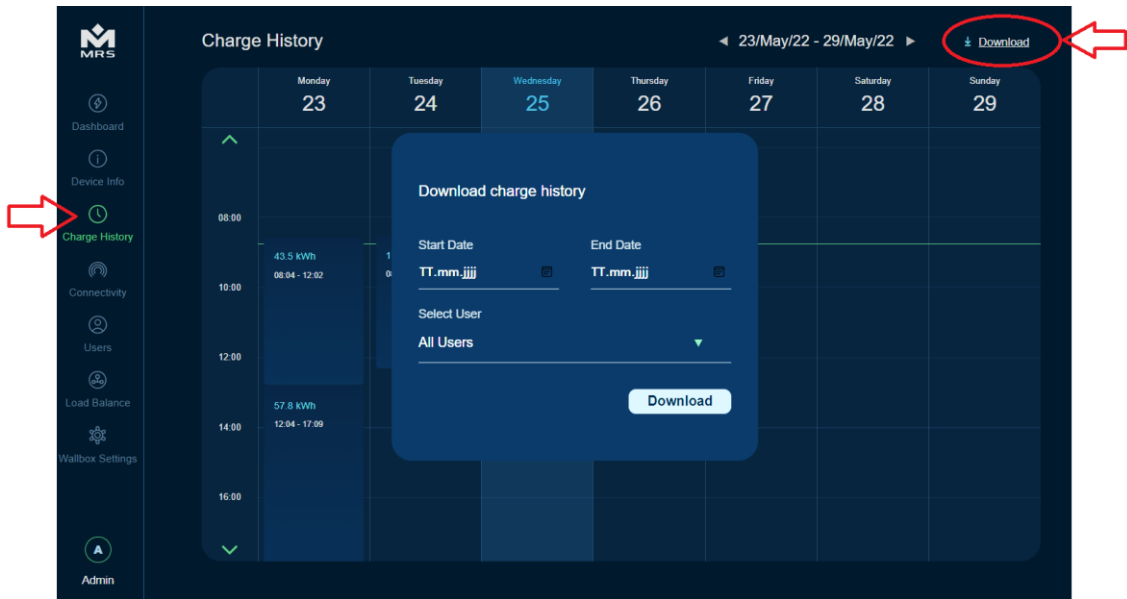 MRS
Charge History
23/May/22 - 29/May/22
Download
Monday
23
Tuesday
24
Wednesday
25
Thursday
26
Friday
27
Saturday
28
Sunday
29
Dashboard
Device Info
Charge History
Connectivity
Users
Load Balance
Wallbox Settings
A
Admin
08:00
10:00
12:00
14:00
16:00
43.5 kWh
08:04 - 12:02
57.8 kWh
12:04 - 17:09
Download charge history
Start Date
End Date
TT.mm.jjjj
TT.mm.jjjj
Select User
All Users
Download